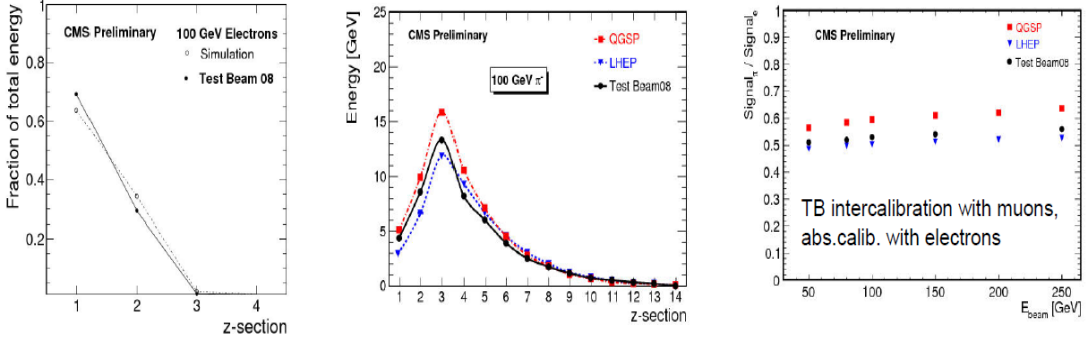 Fraction of total energy
CMS Preliminary
100 GeV Electrons
Simulation
Test Beam 08
1
0.8
0.6
0.4
0.2
1 2 3 4
z-section
Energy [GeV]
CMS Preliminary
QGSP
LHEP
Test Beam08
100 GeV π⁻
25
20
15
10
5
0
1 2 3 4 5 6 7 8 9 10 11 12 13 14
z-section
Signal_π / Signal_e
CMS Preliminary
QGSP
LHEP
Test Beam08
1
0.9
0.8
0.7
0.6
0.5
0.4
0.3
0.2
0.1
0
TB intercalibration with muons,
abs.calib. with electrons
50 100 150 200 250
E_beam [GeV]